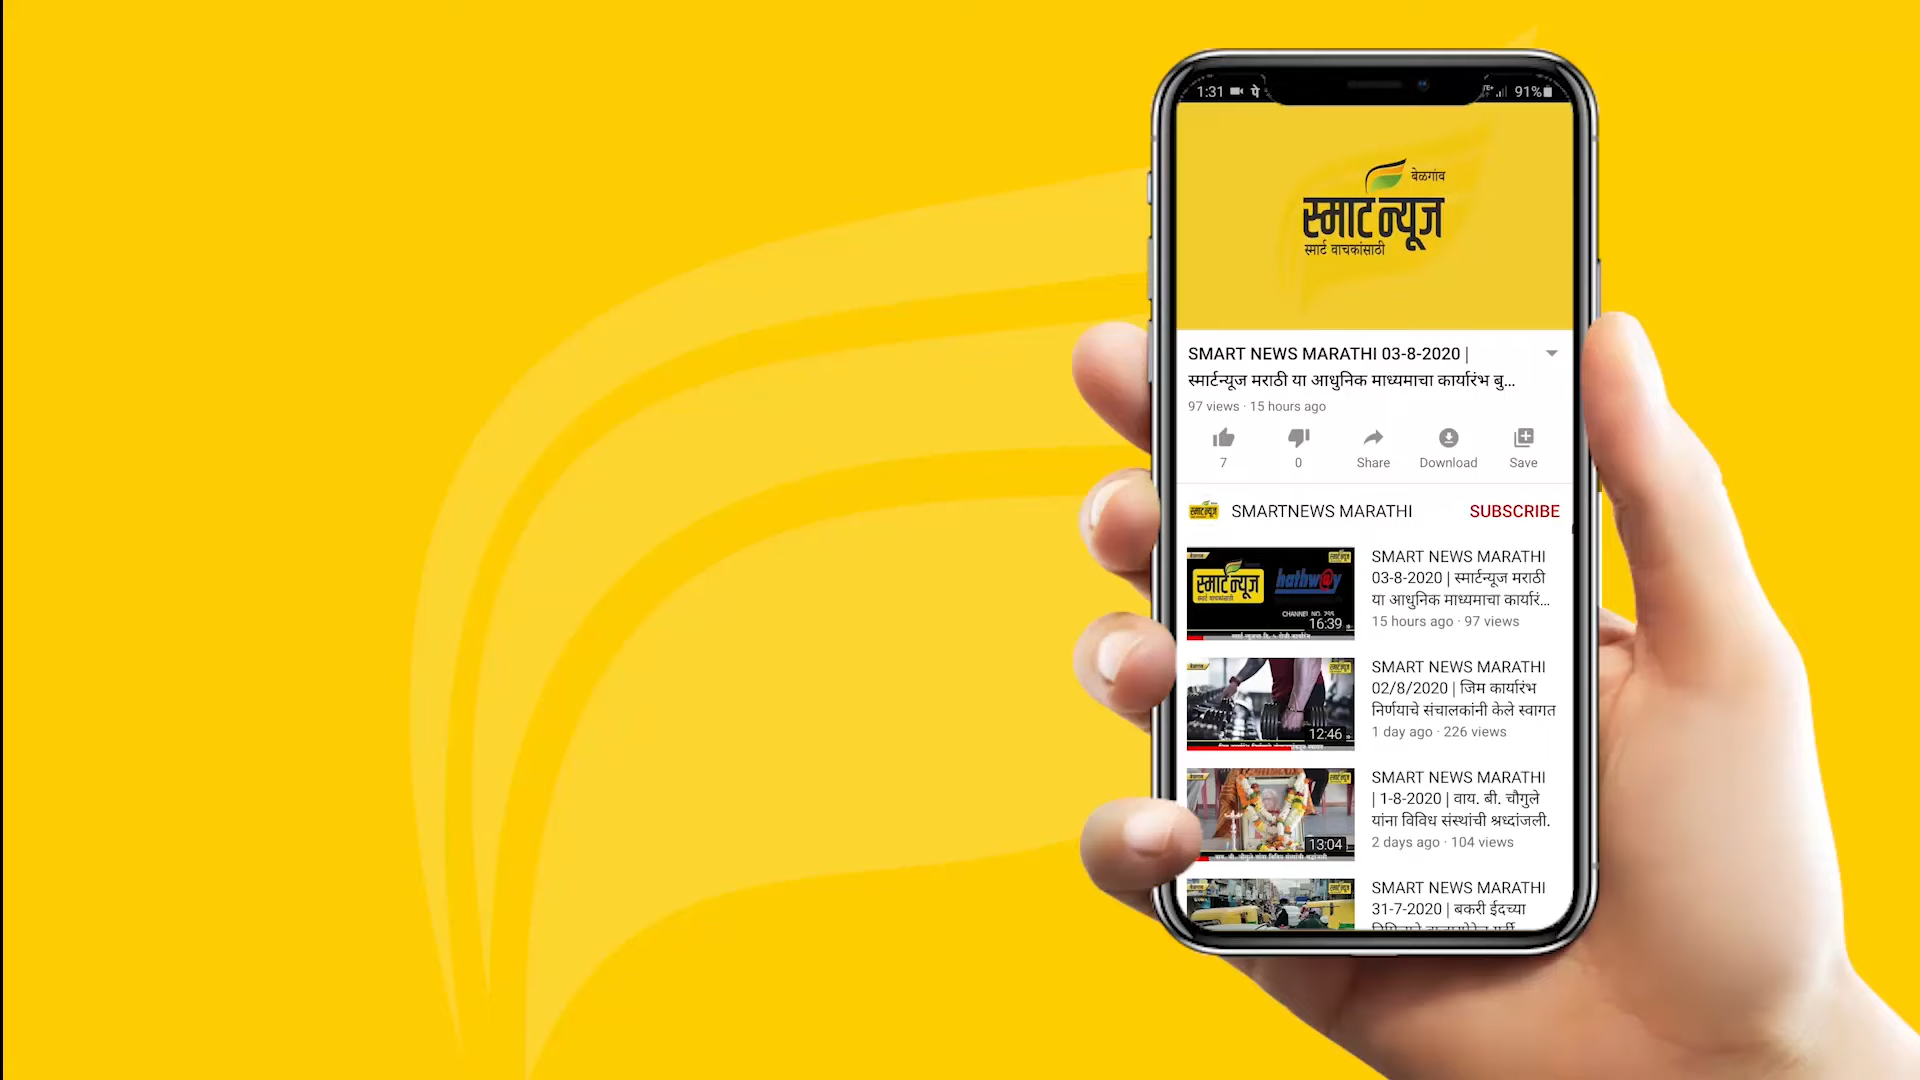 1:31 पे 91%
बेळगांव
स्मार्ट न्यूज
स्मार्ट वाचकांसाठी
SMART NEWS MARATHI 03-8-2020 |
स्मार्टन्यूज मराठी या आधुनिक माध्यमाचा कार्यारंभ बु...
97 views · 15 hours ago
7 0 Share Download Save
स्मार्ट न्यूज SMARTNEWS MARATHI SUBSCRIBE
स्मार्ट न्यूज hathway
CHANNEL NO. 295
16:39
SMART NEWS MARATHI
03-8-2020 | स्मार्टन्यूज मराठी
या आधुनिक माध्यमाचा कार्यारं...
15 hours ago · 97 views
12:46
SMART NEWS MARATHI
02/8/2020 | जिम कार्यारंभ
निर्णयाचे संचालकांनी केले स्वागत
1 day ago · 226 views
13:04
SMART NEWS MARATHI
| 1-8-2020 | वाय. बी. चौगुले
यांना विविध संस्थांची श्रध्दांजली.
2 days ago · 104 views
SMART NEWS MARATHI
31-7-2020 | बकरी ईदच्या